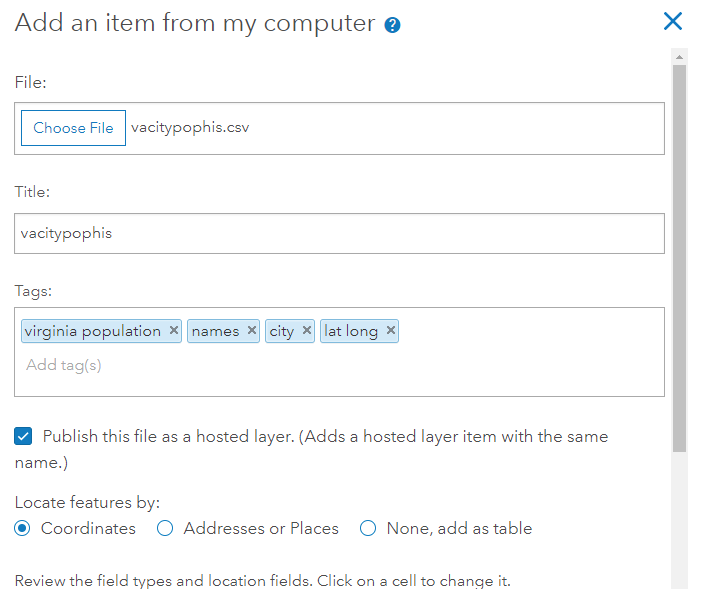 Add an item from my computer ?
File:
Choose File vacitypophis.csv
Title:
vacitypophis
Tags:
virginia population × names × city × lat long ×
Add tag(s)
Publish this file as a hosted layer. (Adds a hosted layer item with the same
name.)
Locate features by:
Coordinates Addresses or Places None, add as table
Review the field types and location fields. Click on a cell to change it.